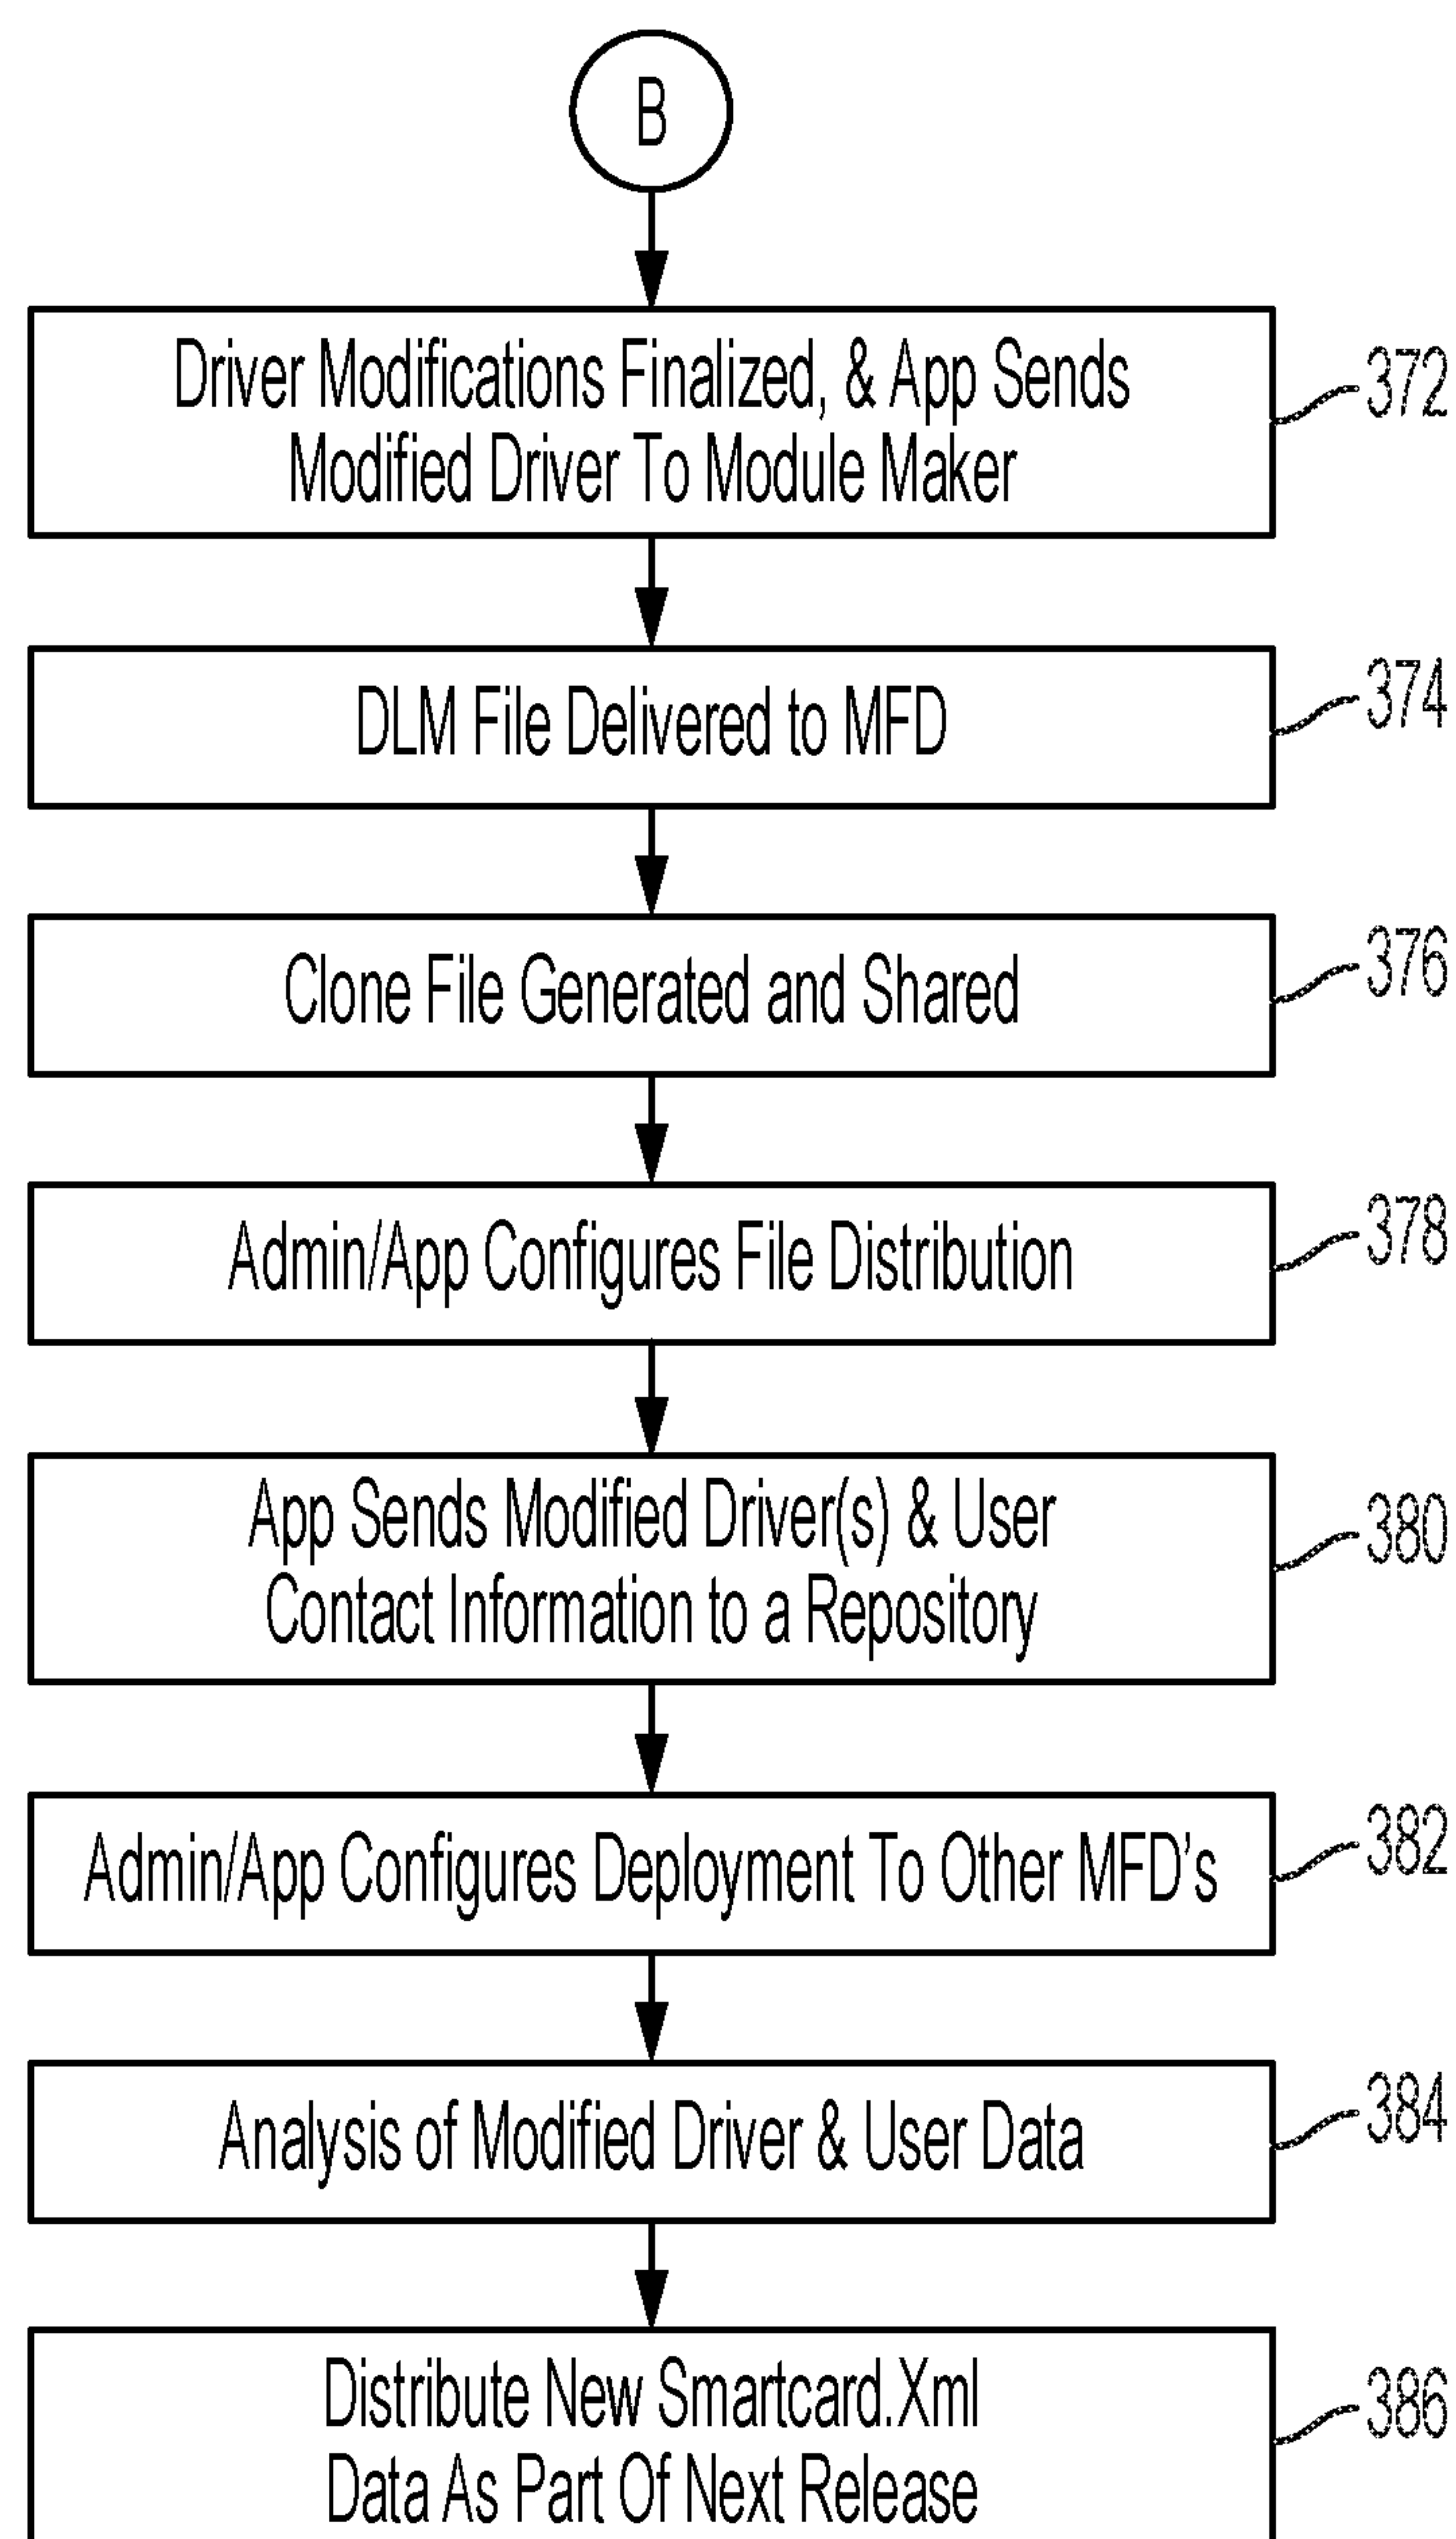 B
Driver Modifications Finalized, & App Sends
Modified Driver To Module Maker
372
DLM File Delivered to MFD
374
Clone File Generated and Shared
376
Admin/App Configures File Distribution
378
App Sends Modified Driver(s) & User
Contact Information to a Repository
380
Admin/App Configures Deployment To Other MFD's
382
Analysis of Modified Driver & User Data
384
Distribute New Smartcard.Xml
Data As Part Of Next Release
386